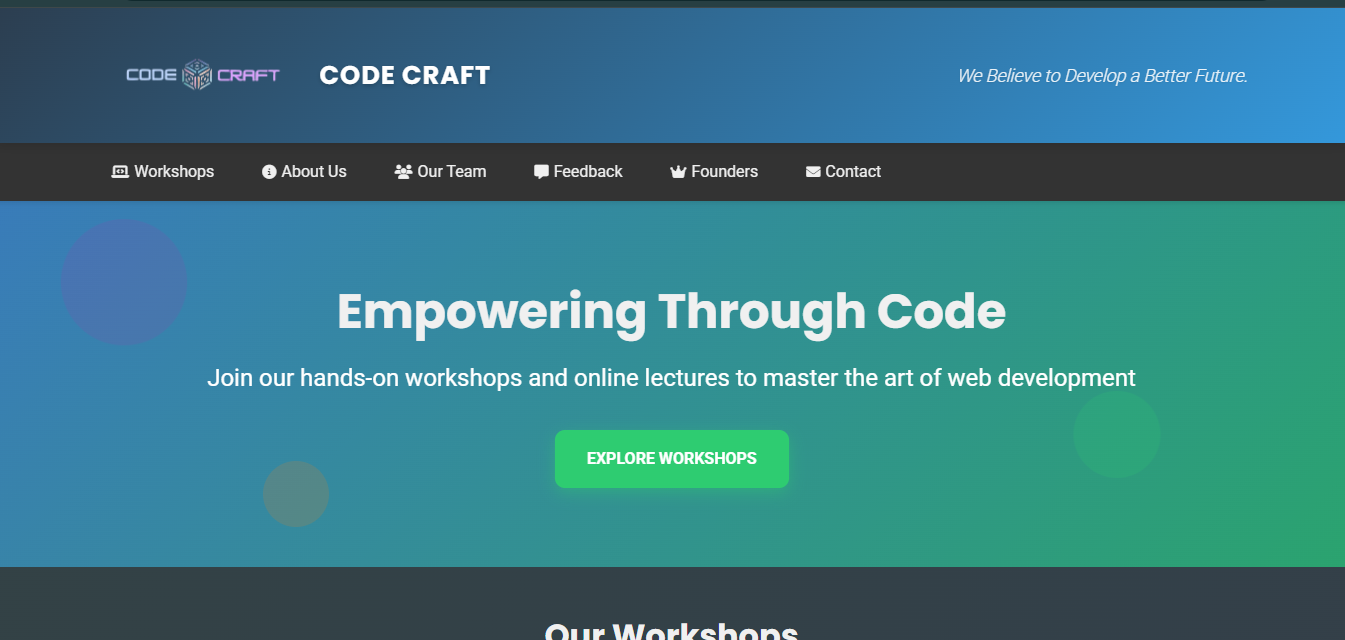 CODE CRAFT
CODE CRAFT
We Believe to Develop a Better Future.
Workshops
About Us
Our Team
Feedback
Founders
Contact
Empowering Through Code
Join our hands-on workshops and online lectures to master the art of web development
EXPLORE WORKSHOPS
Our Workshops